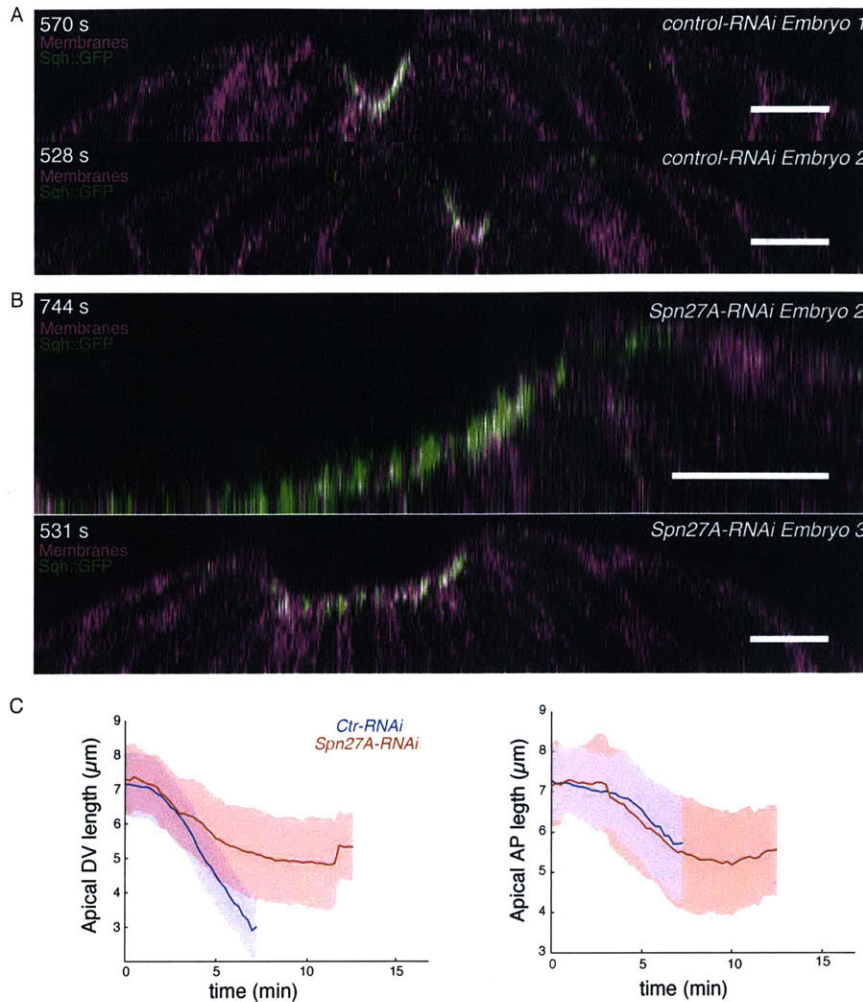 A
570 s
control-RNAi Embryo 1
Membranes
Sqh::GFP
528 s
control-RNAi Embryo 2
Membranes
Sqh::GFP
B
744 s
Spn27A-RNAi Embryo 2
Membranes
Sqh::GFP
531 s
Spn27A-RNAi Embryo 3
Membranes
Sqh::GFP
C
Ctr-RNAi
Spn27A-RNAi
Apical DV length (µm)
9
8
7
6
5
4
3
0 5 10 15
time (min)
Apical AP legth (µm)
9
8
7
6
5
4
3
0 5 10 15
time (min)